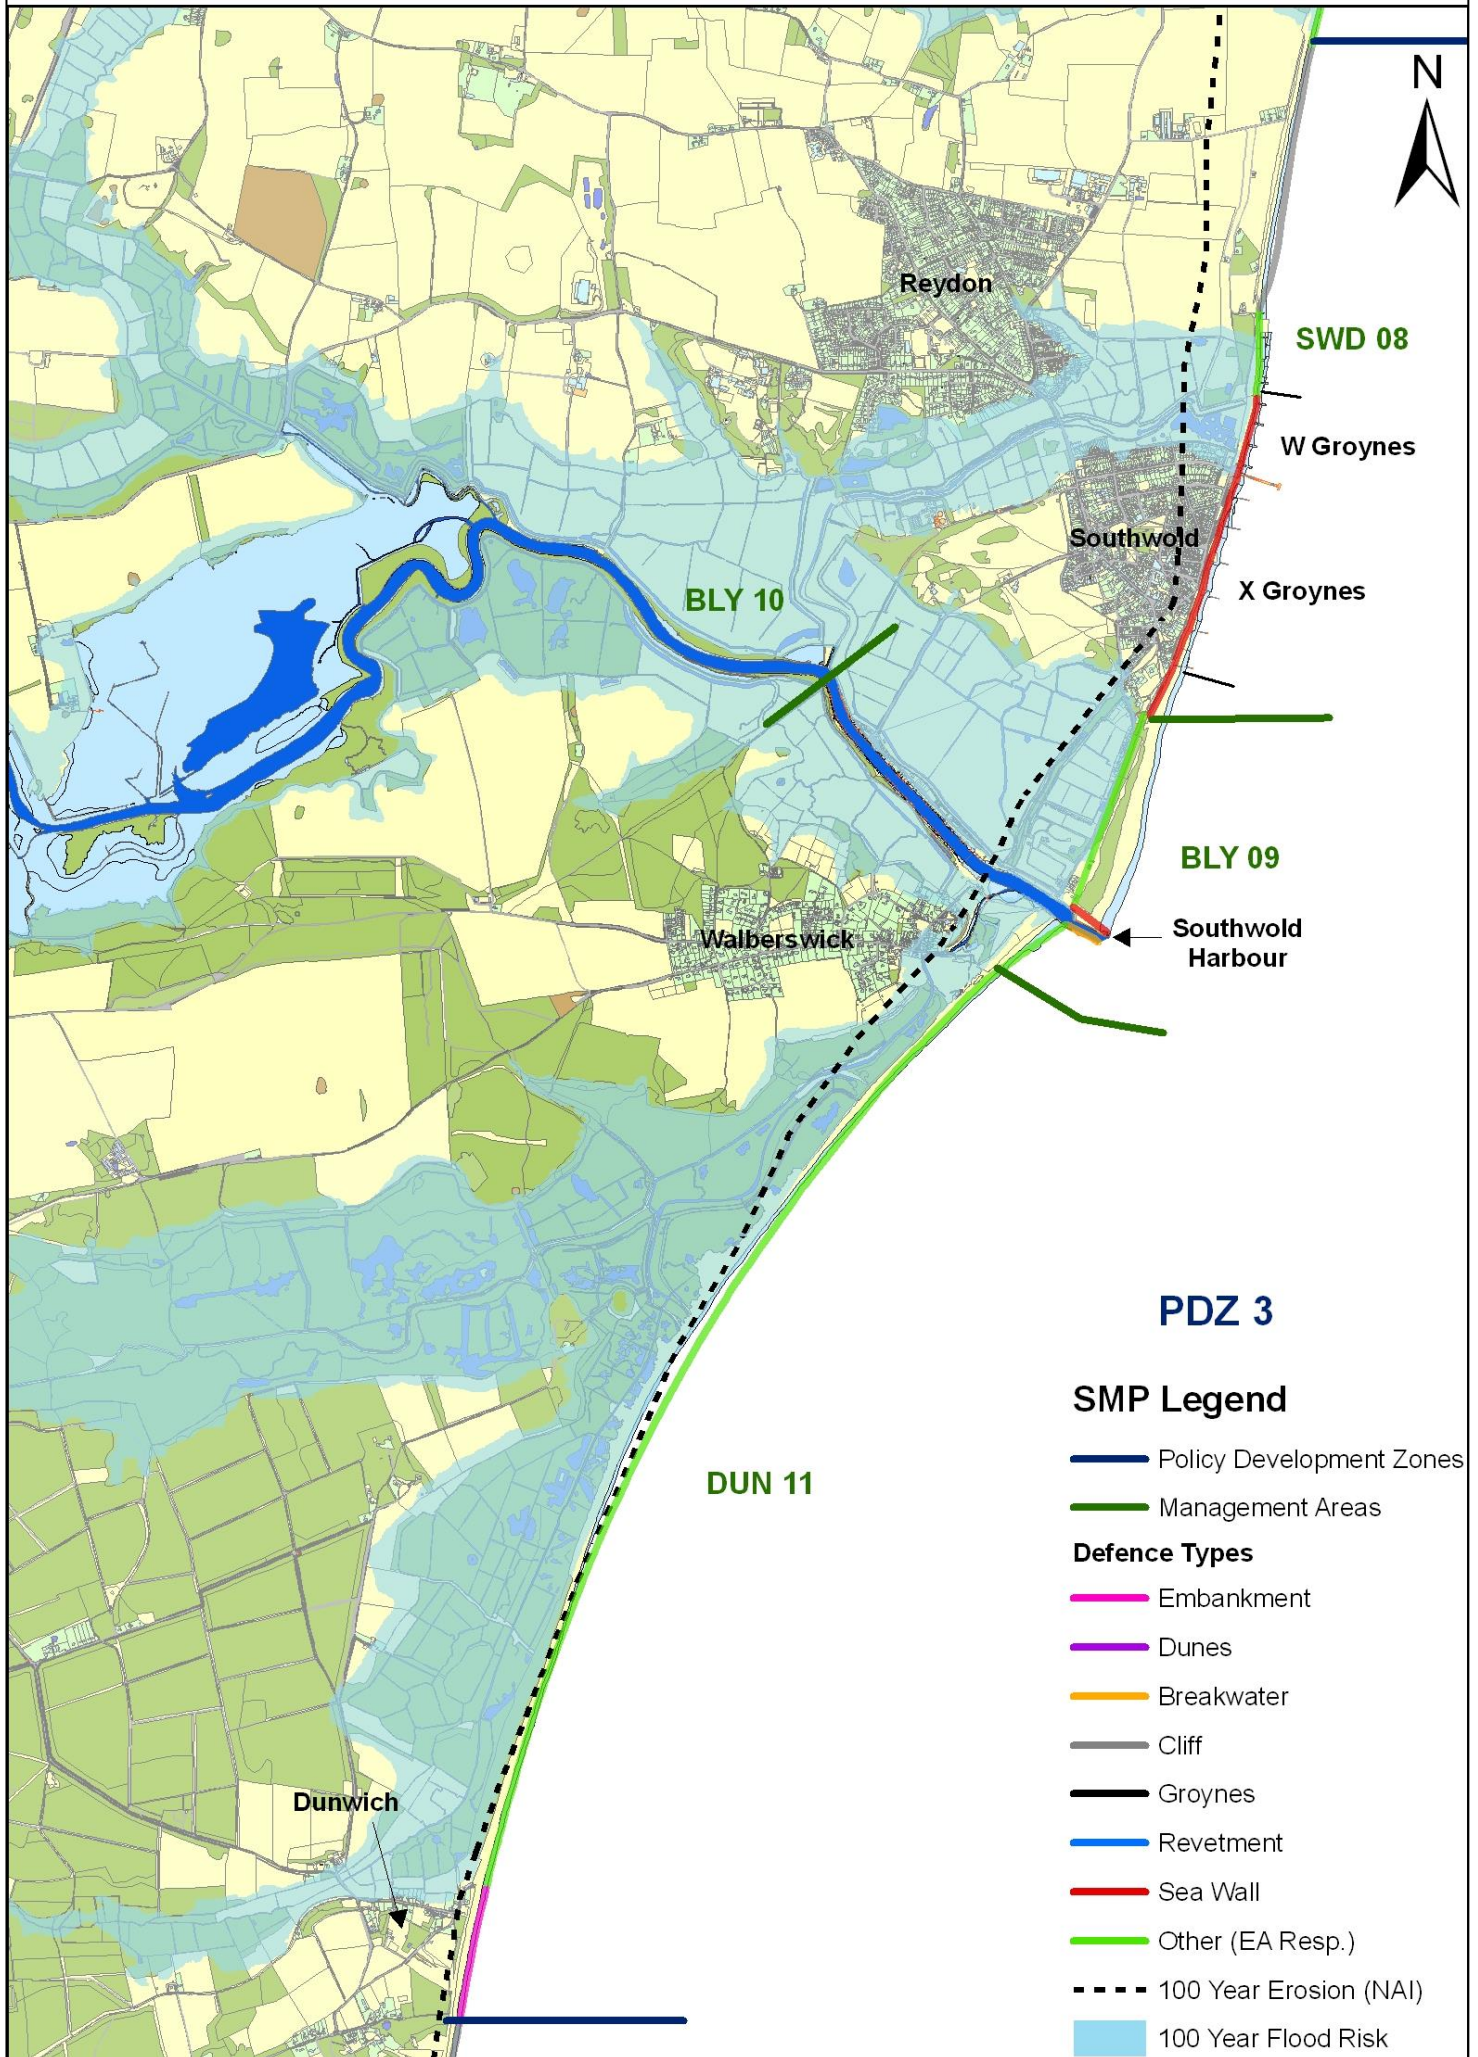 N
Reydon
SWD 08
W Groynes
Southwold
X Groynes
BLY 10
BLY 09
Walberswick
Southwold
Harbour
PDZ 3
SMP Legend
Policy Development Zones
DUN 11
Management Areas
Defence Types
Embankment
Dunes
Breakwater
Cliff
Groynes
Dunwich
Revetment
Sea Wall
Other (EA Resp.)
100 Year Erosion (NAI)
100 Year Flood Risk